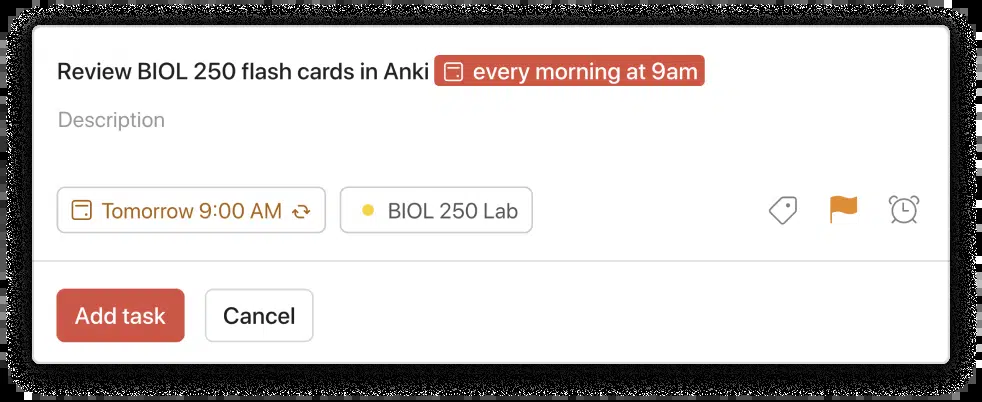 Review BIOL 250 flash cards in Anki every morning at 9am
Description
Tomorrow 9:00 AM BIOL 250 Lab
Add task Cancel